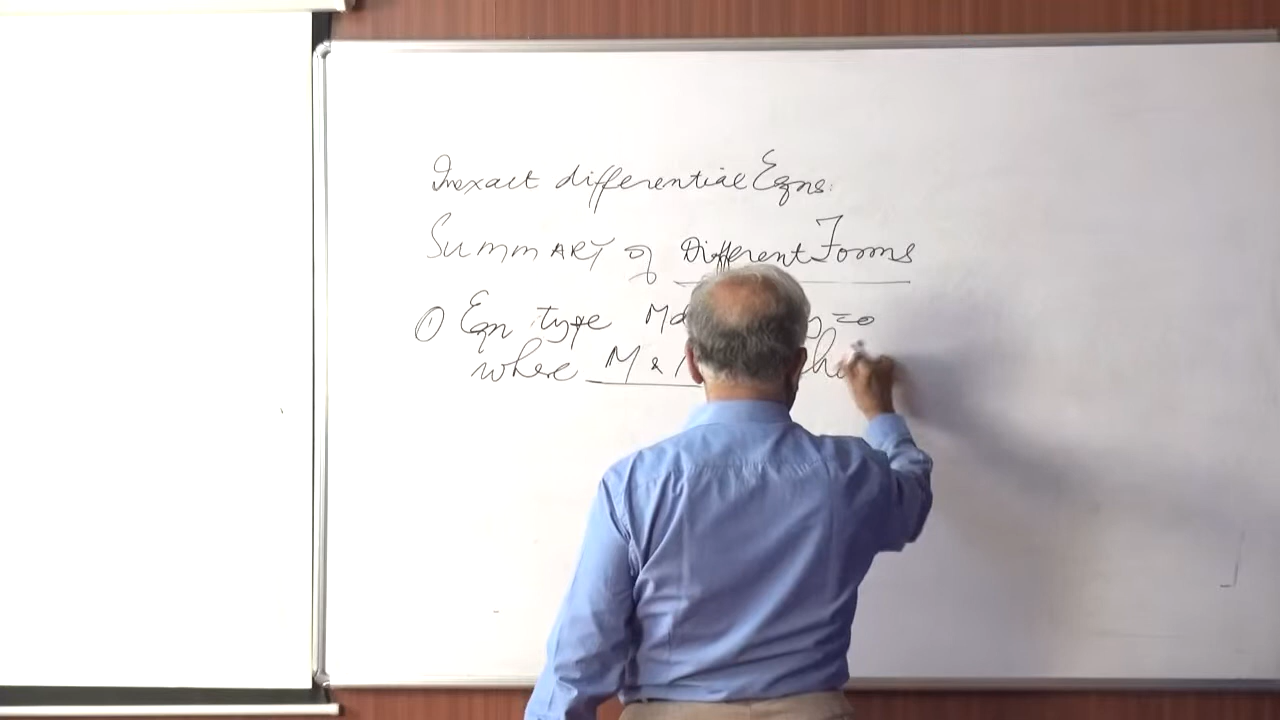 Inexact differential Eqns.
SUMMARY of Different Forms
① Eqn type Md =0
where M &